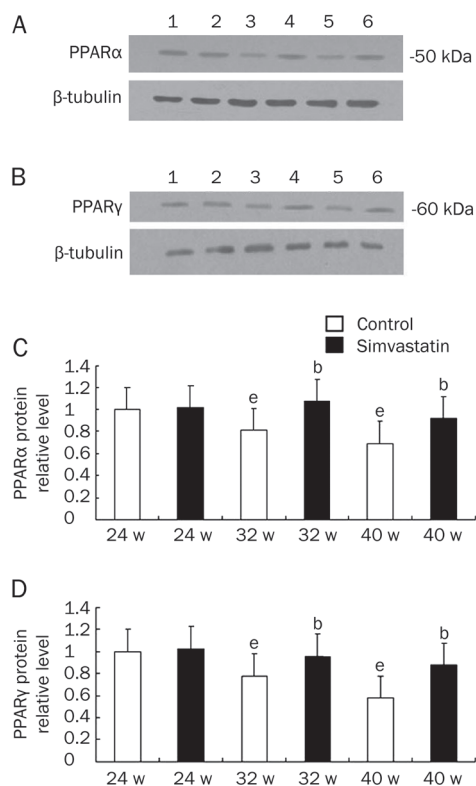 A
1 2 3 4 5 6
PPARα
-50 kDa
β-tubulin
B
1 2 3 4 5 6
PPARγ
-60 kDa
β-tubulin
Control
Simvastatin
C
PPARα protein
relative level
1.4
1.2
1
0.8
0.6
0.4
0.2
0
e
b
e
b
24 w 24 w 32 w 32 w 40 w 40 w
D
PPARγ protein
relative level
1.4
1.2
1
0.8
0.6
0.4
0.2
0
e
b
e
b
24 w 24 w 32 w 32 w 40 w 40 w